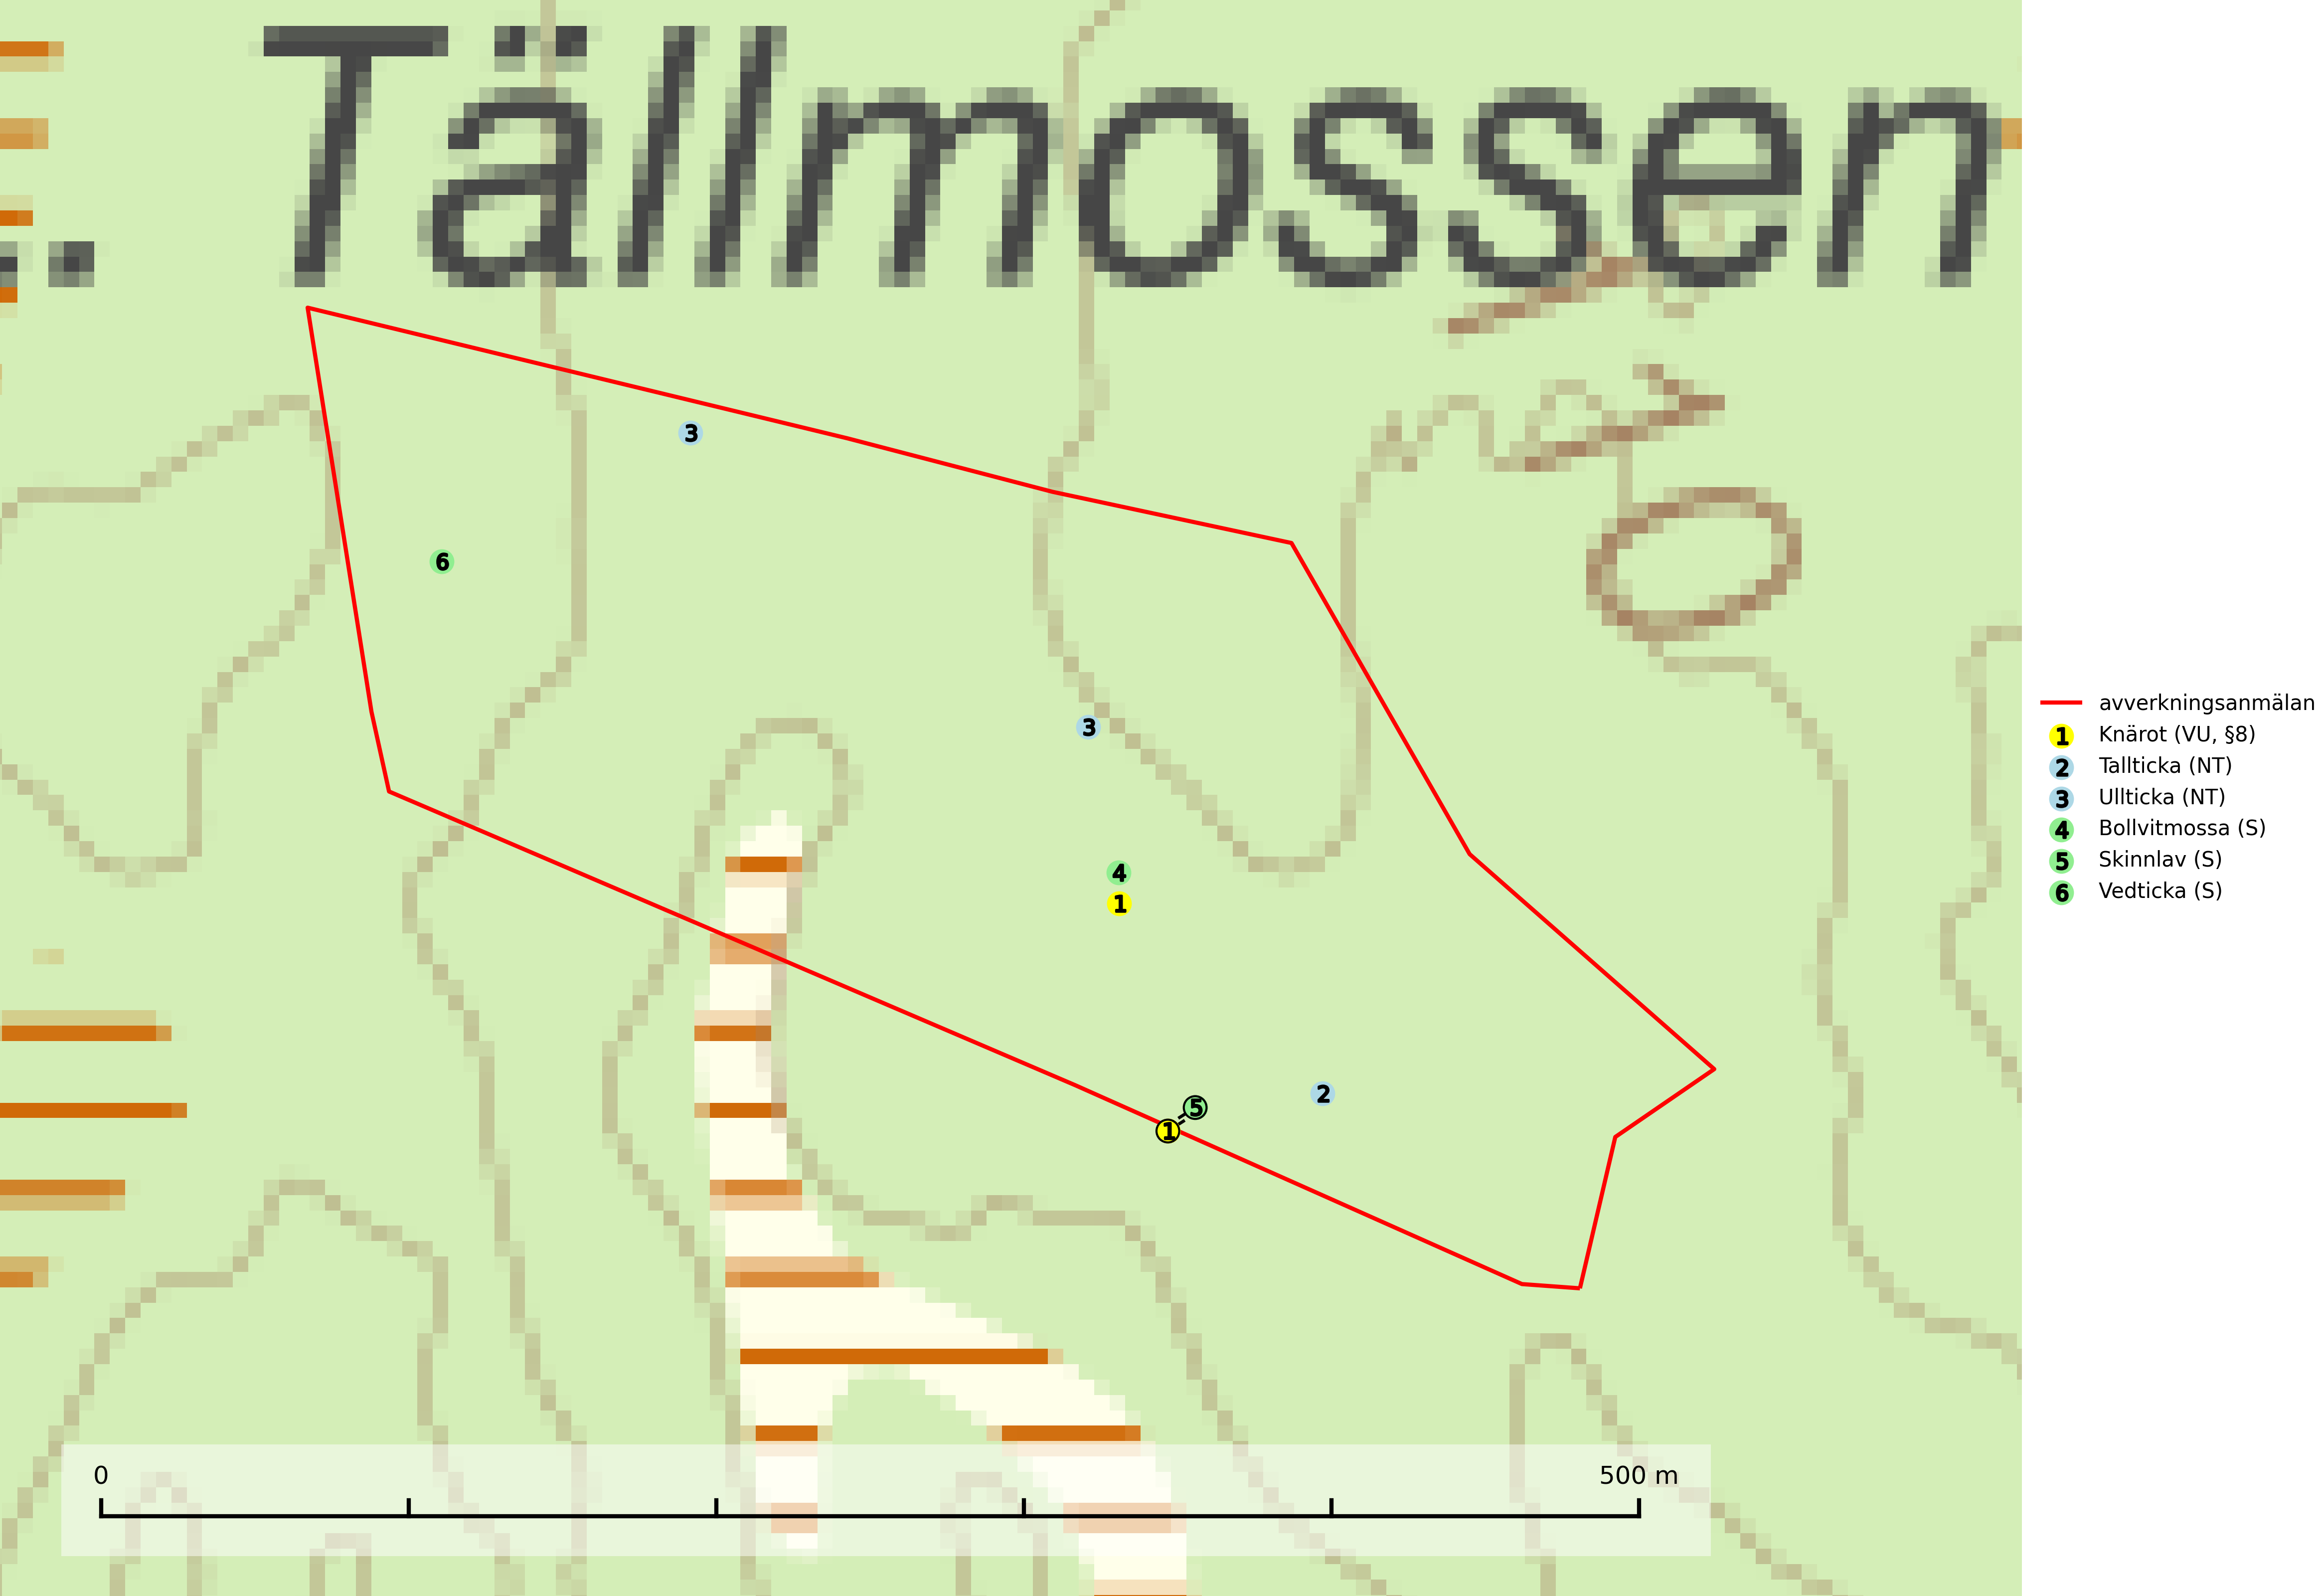 Tällmossen
3
6
3
4
1
2
5
1
0
500 m
avverkningsanmälan
1 Knärot (VU, §8)
2 Tallticka (NT)
3 Ullticka (NT)
4 Bollvitmossa (S)
5 Skinnlav (S)
6 Vedticka (S)